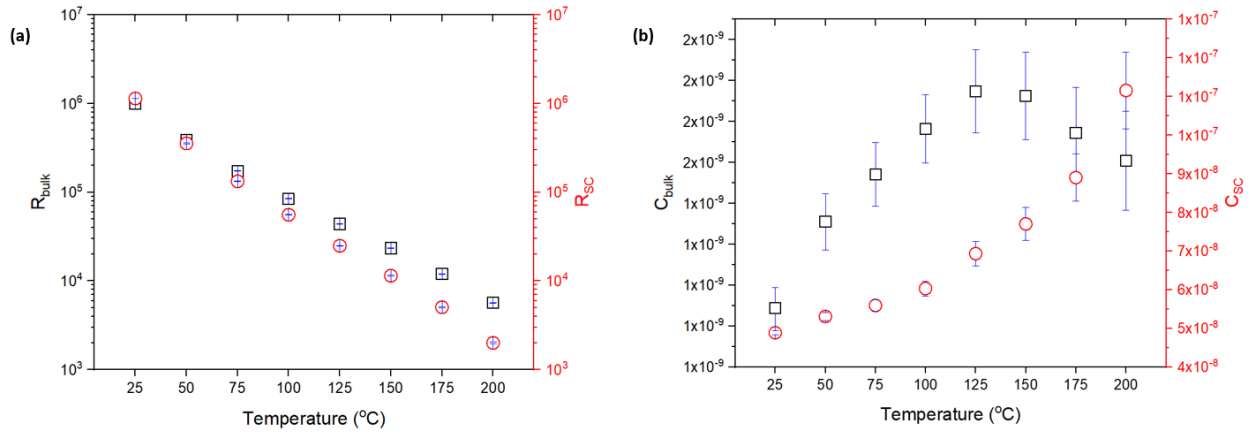 (a)
10⁷
10⁶
10⁵
10⁴
10³
R_bulk
10⁷
10⁶
10⁵
10⁴
10³
R_SC
25 50 75 100 125 150 175 200
Temperature (°C)
(b)
2x10⁻⁹
2x10⁻⁹
2x10⁻⁹
2x10⁻⁹
1x10⁻⁹
1x10⁻⁹
1x10⁻⁹
1x10⁻⁹
1x10⁻⁹
C_bulk
1x10⁻⁷
1x10⁻⁷
1x10⁻⁷
1x10⁻⁷
9x10⁻⁸
8x10⁻⁸
7x10⁻⁸
6x10⁻⁸
5x10⁻⁸
4x10⁻⁸
C_SC
25 50 75 100 125 150 175 200
Temperature (°C)